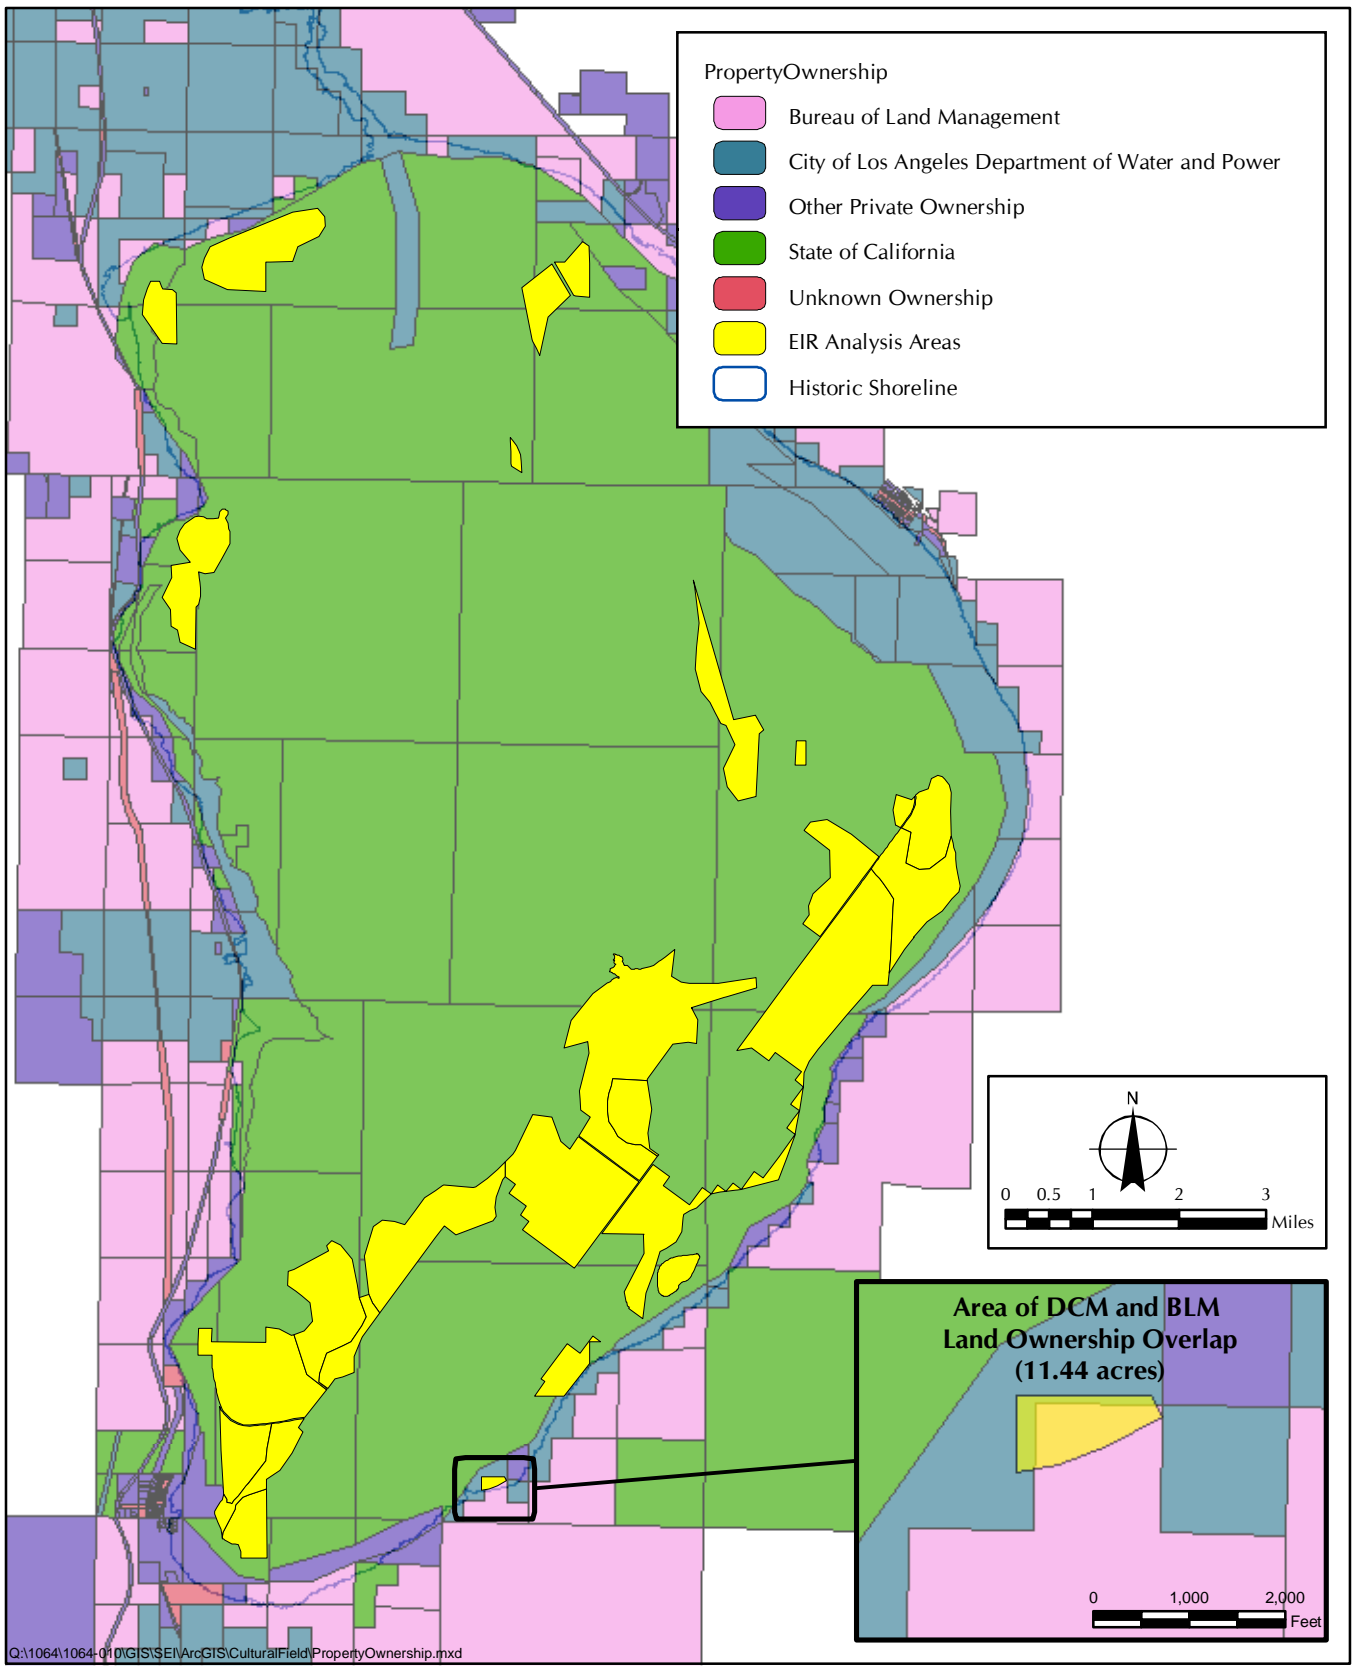 PropertyOwnership
Bureau of Land Management
City of Los Angeles Department of Water and Power
Other Private Ownership
State of California
Unknown Ownership
EIR Analysis Areas
Historic Shoreline
N
0 0.5 1 2 3
Miles
Area of DCM and BLM
Land Ownership Overlap
(11.44 acres)
0 1,000 2,000
Feet
Q:\1064\1064-010\GIS\SEI\ArcGIS\CulturalField\PropertyOwnership.mxd